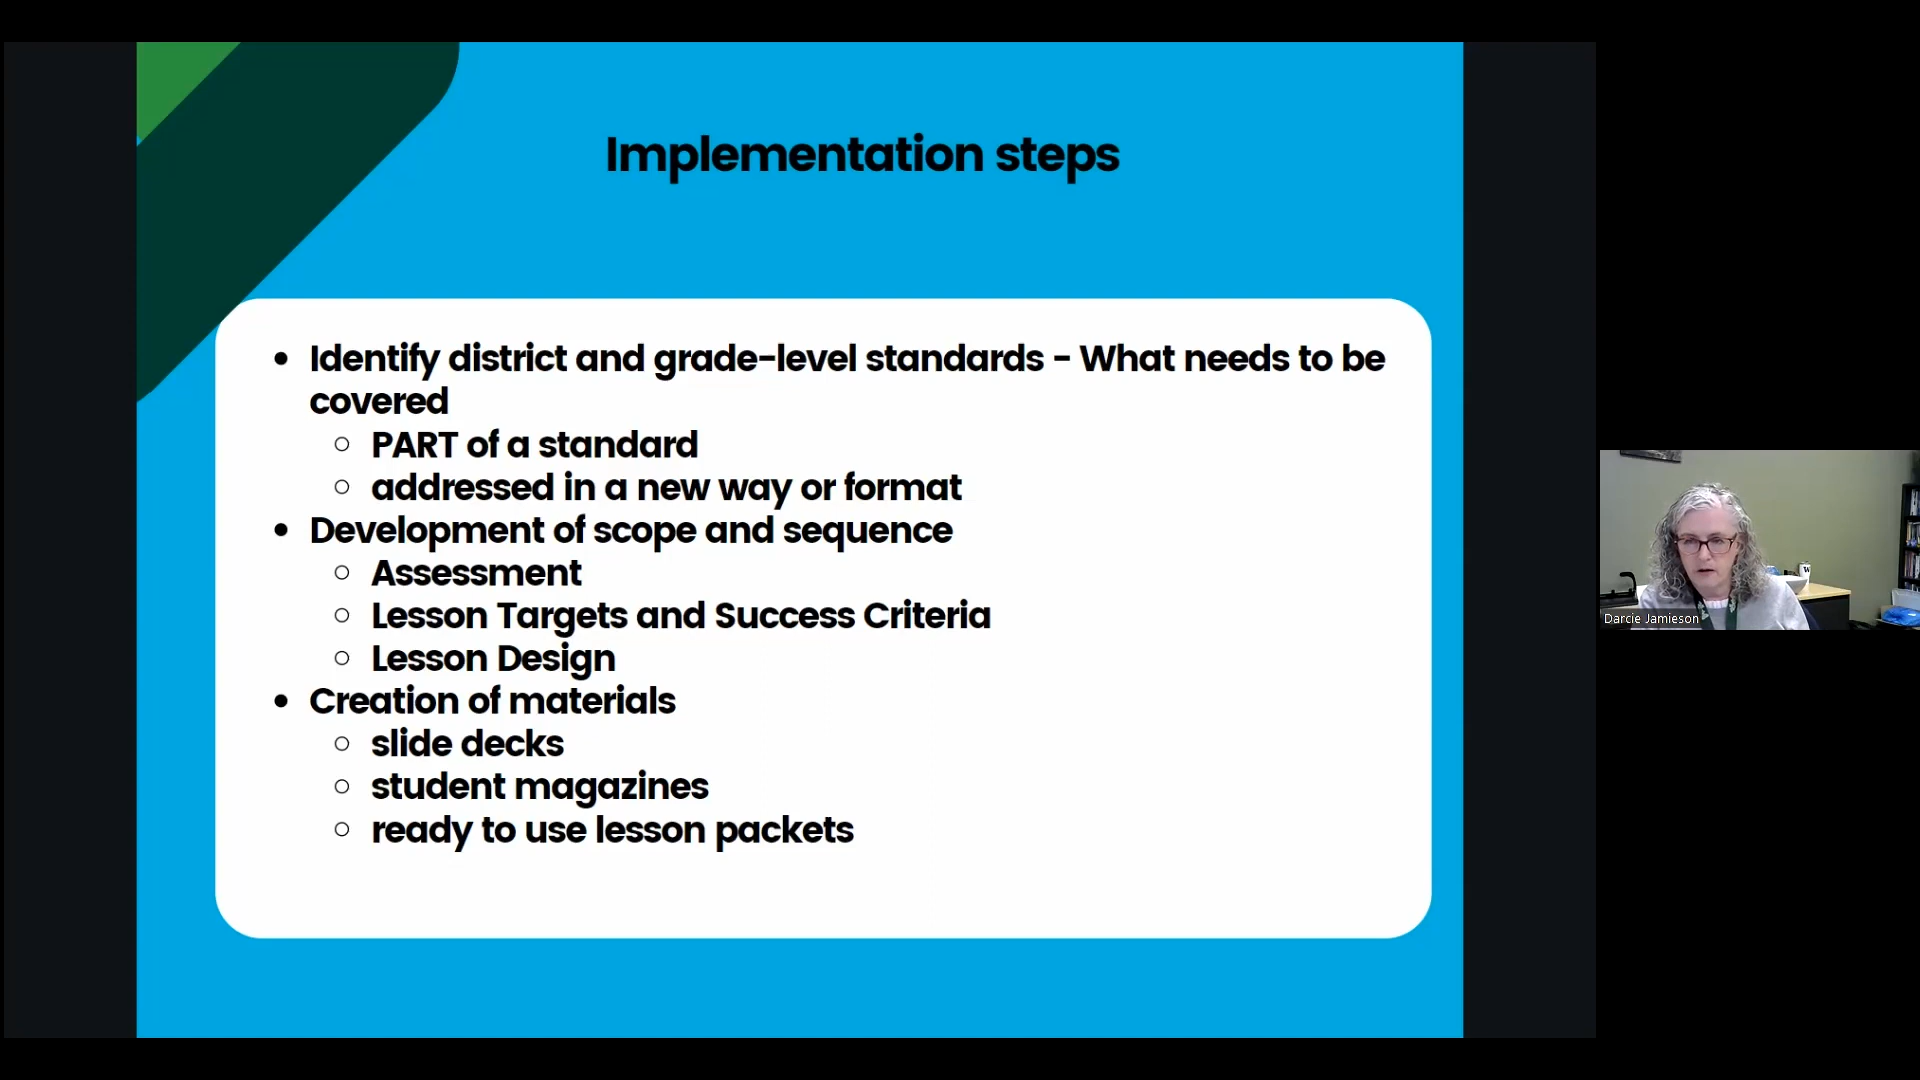 Implementation steps
• Identify district and grade-level standards - What needs to be
covered
○ PART of a standard
○ addressed in a new way or format
• Development of scope and sequence
○ Assessment
○ Lesson Targets and Success Criteria
○ Lesson Design
• Creation of materials
○ slide decks
○ student magazines
○ ready to use lesson packets
Darcie Jamieson
W